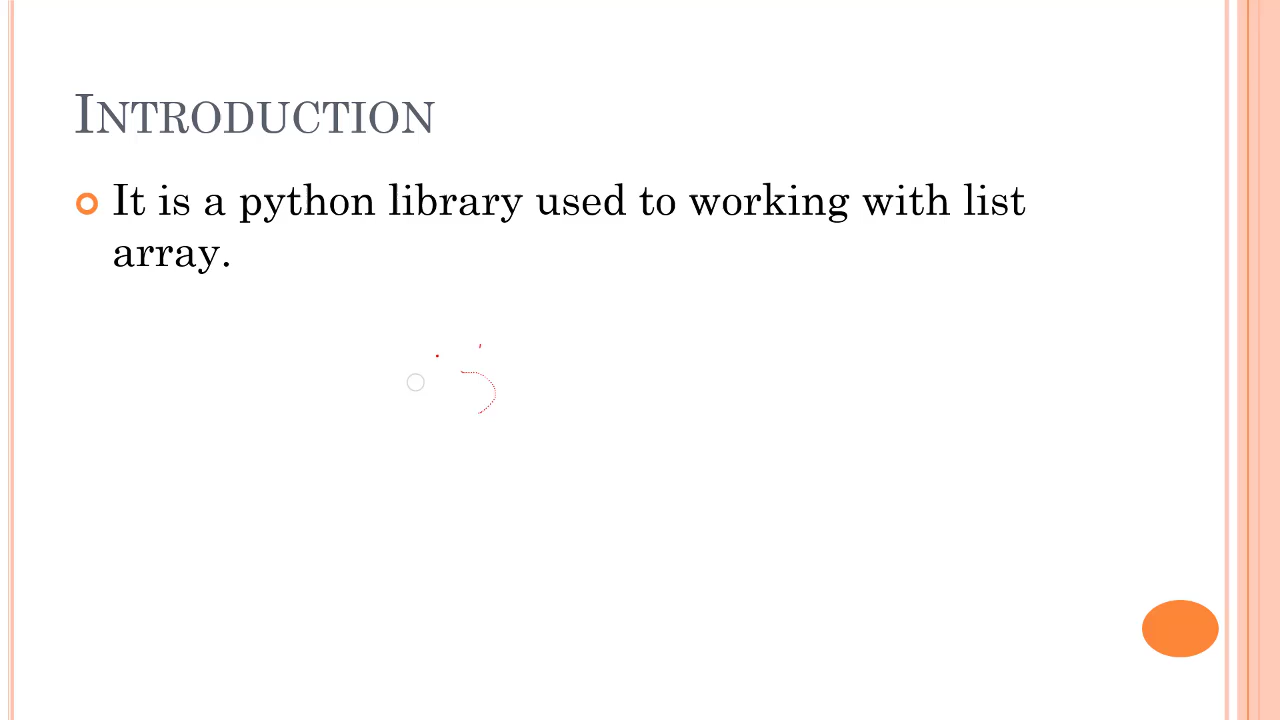 INTRODUCTION
It is a python library used to working with list
array.